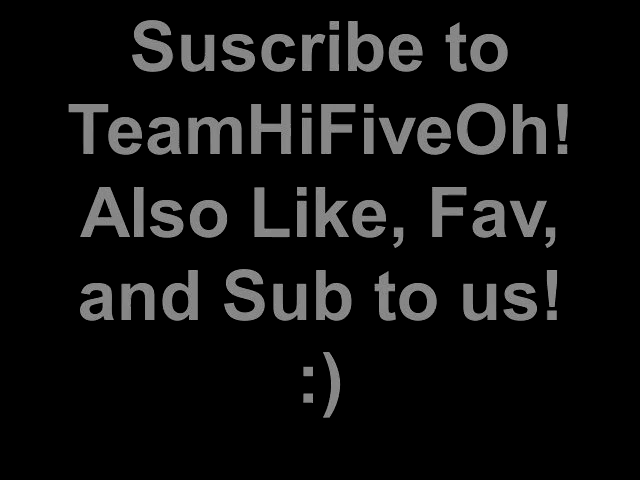 Suscribe to
TeamHiFiveOh!
Also Like, Fav,
and Sub to us!
:)